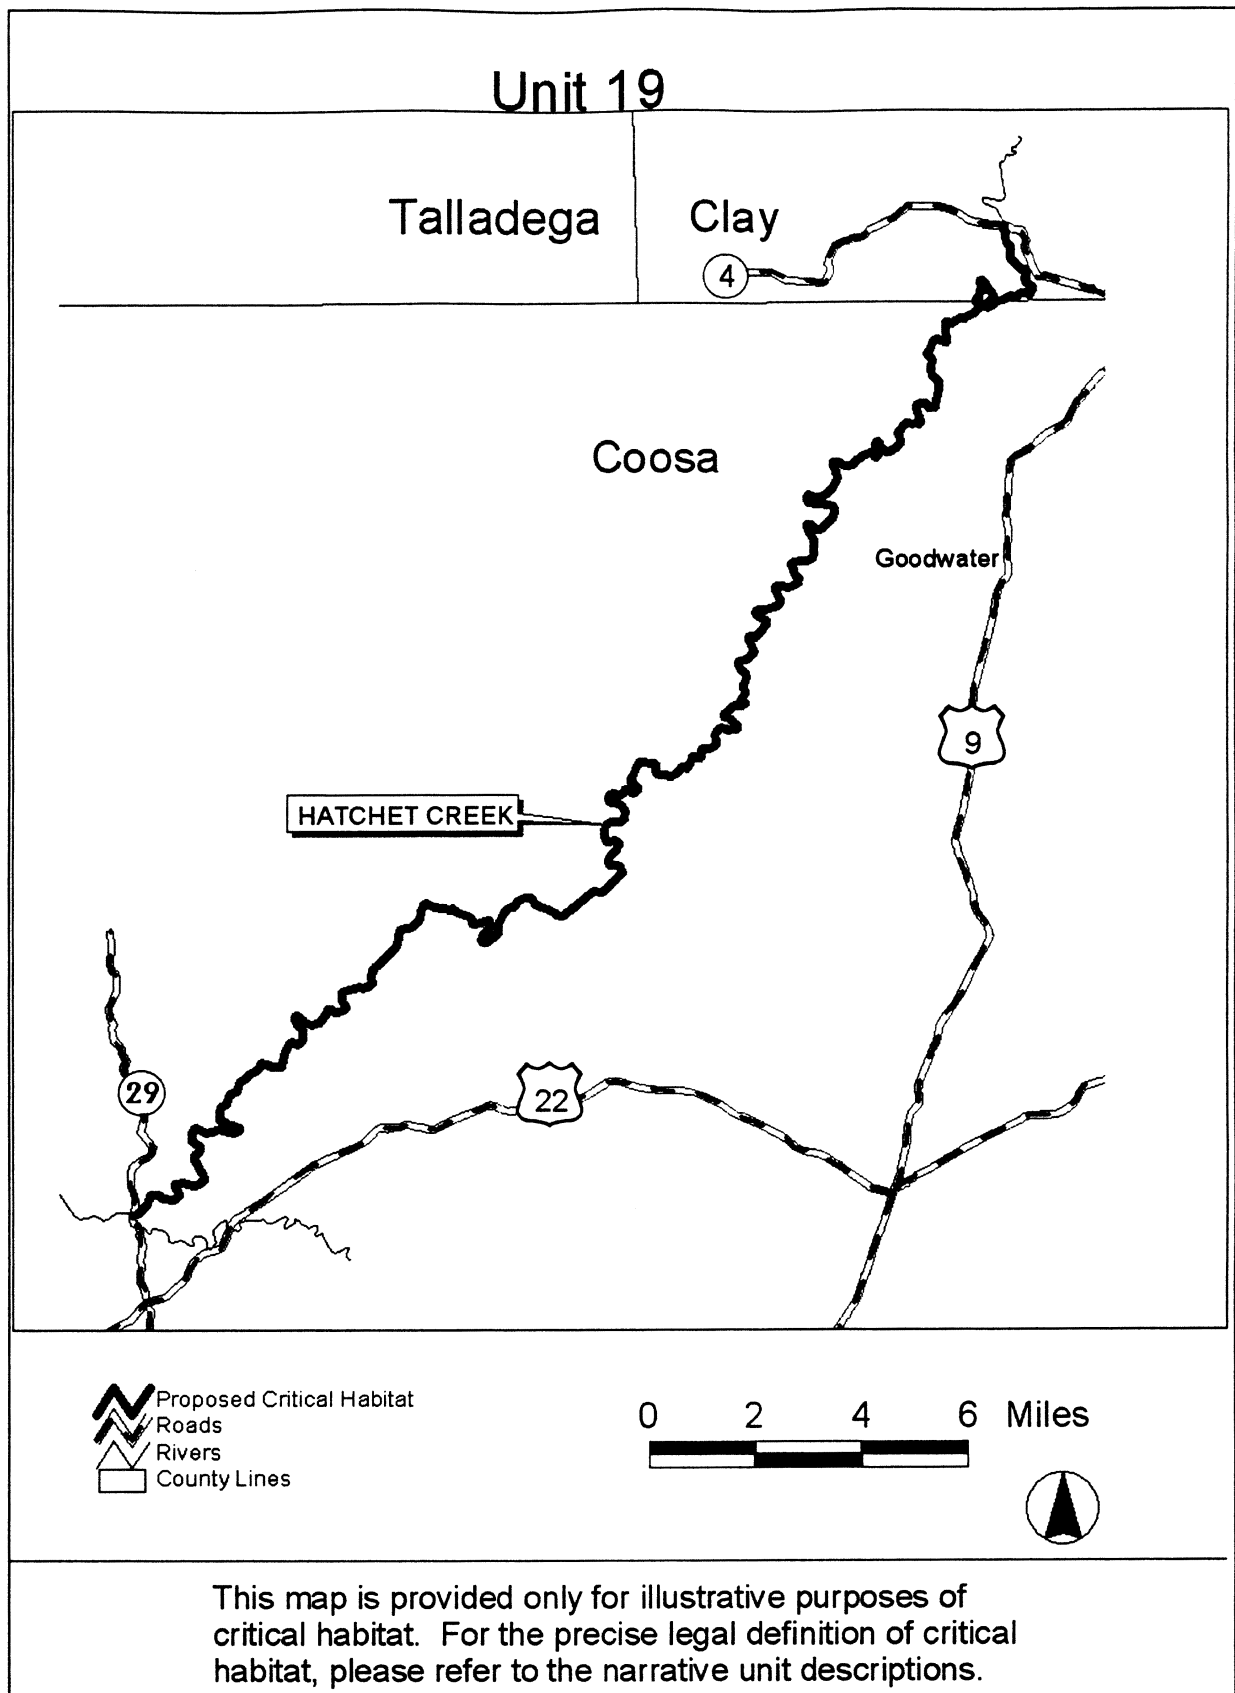 Unit 19
Talladega
Clay
4
Coosa
Goodwater
9
HATCHET CREEK
29
22
Proposed Critical Habitat
Roads
Rivers
County Lines
0 2 4 6 Miles
This map is provided only for illustrative purposes of
critical habitat. For the precise legal definition of critical
habitat, please refer to the narrative unit descriptions.